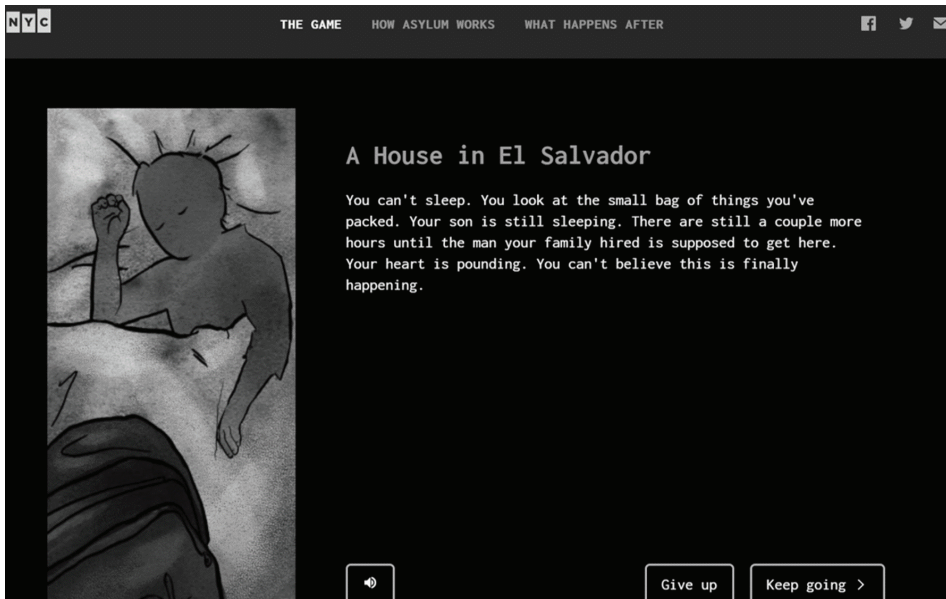 NYC
THE GAME HOW ASYLUM WORKS WHAT HAPPENS AFTER
A House in El Salvador
You can't sleep. You look at the small bag of things you've
packed. Your son is still sleeping. There are still a couple more
hours until the man your family hired is supposed to get here.
Your heart is pounding. You can't believe this is finally
happening.
Give up Keep going